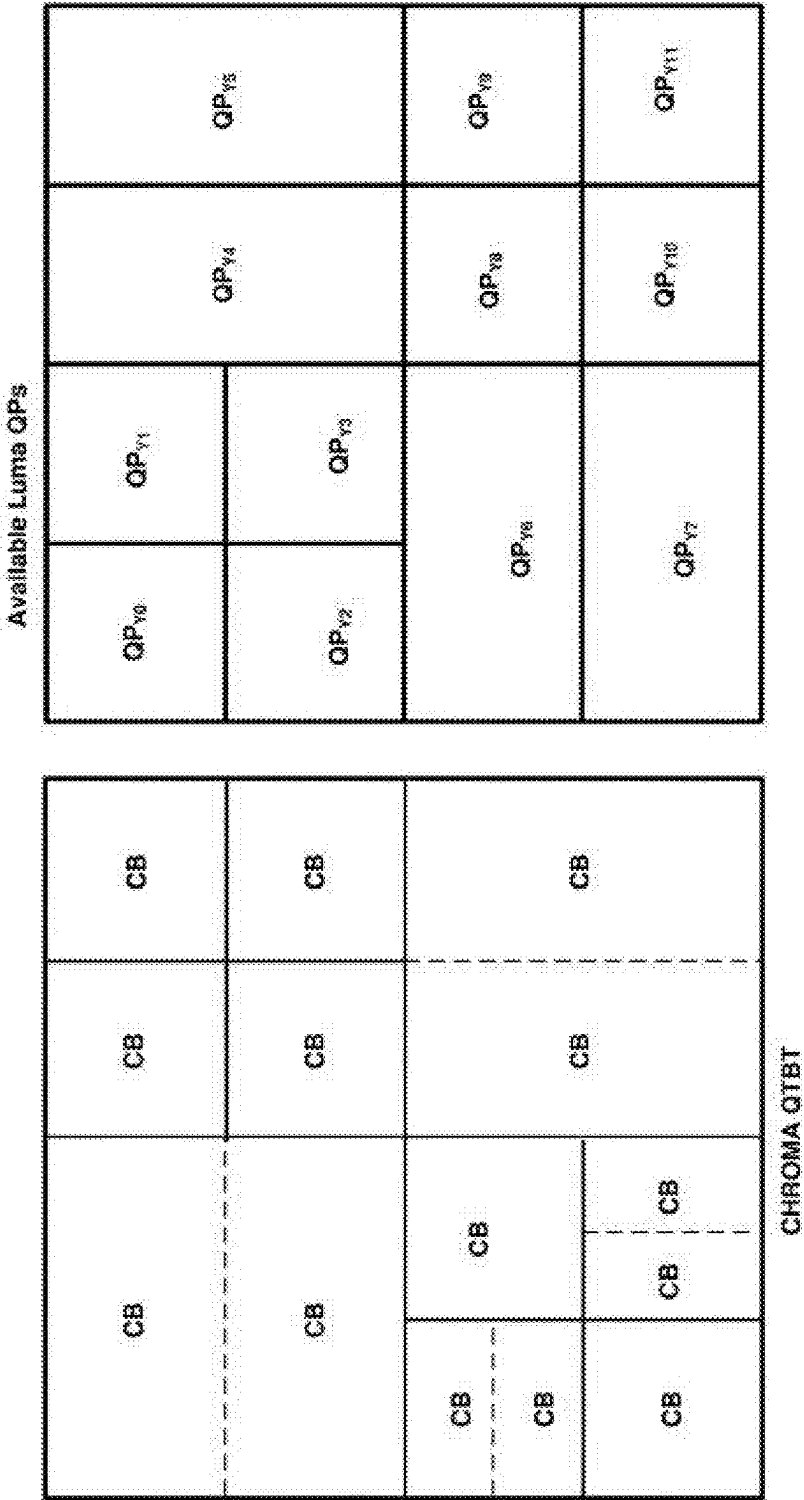 Available Luma QPs
CB
CB
CB
CB
CB
CB
CB
CB
CB
CB
CB
CB
CB
CB
QPY0
QPY1
QPY4
QPY5
QPY2
QPY3
QPY6
QPY8
QPY9
QPY7
QPY10
QPY11
CHROMA QTBT